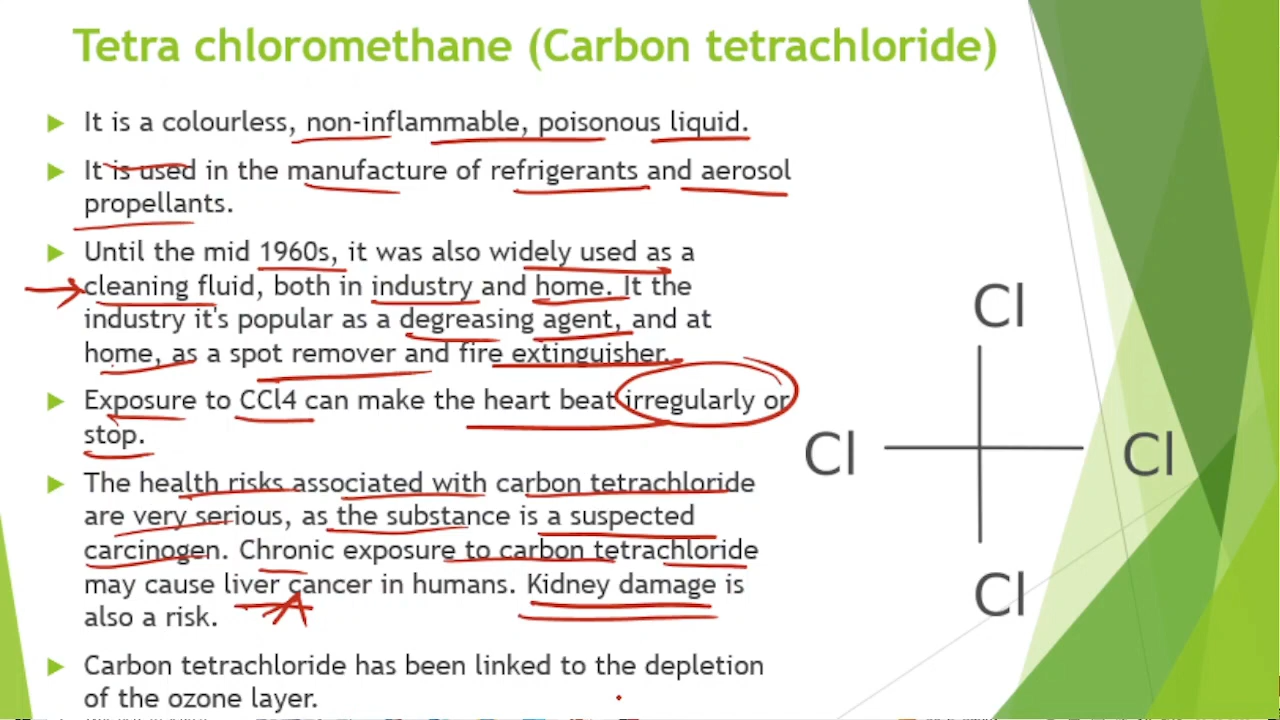 Tetra chloromethane (Carbon tetrachloride)
It is a colourless, non-inflammable, poisonous liquid.
It is used in the manufacture of refrigerants and aerosol
propellants.
Until the mid 1960s, it was also widely used as a
cleaning fluid, both in industry and home. It the
industry it's popular as a degreasing agent, and at
home, as a spot remover and fire extinguisher.
Exposure to CCl4 can make the heart beat irregularly or
stop.
The health risks associated with carbon tetrachloride
are very serious, as the substance is a suspected
carcinogen. Chronic exposure to carbon tetrachloride
may cause liver cancer in humans. Kidney damage is
also a risk.
Carbon tetrachloride has been linked to the depletion
of the ozone layer.
Cl
Cl Cl
Cl